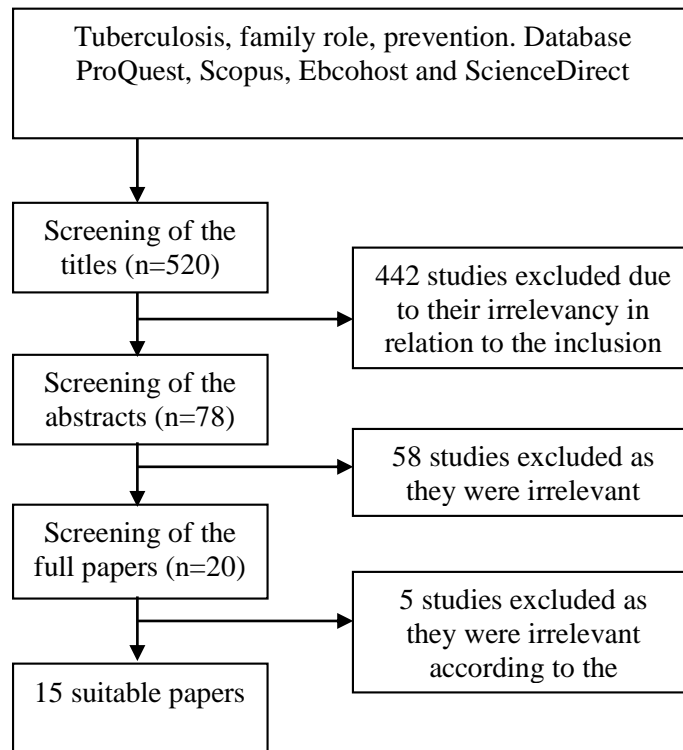 Tuberculosis, family role, prevention. Database
ProQuest, Scopus, Ebcohost and ScienceDirect
Screening of the
titles (n=520)
442 studies excluded due
to their irrelevancy in
relation to the inclusion
Screening of the
abstracts (n=78)
58 studies excluded as
they were irrelevant
Screening of the
full papers (n=20)
5 studies excluded as
they were irrelevant
according to the
15 suitable papers